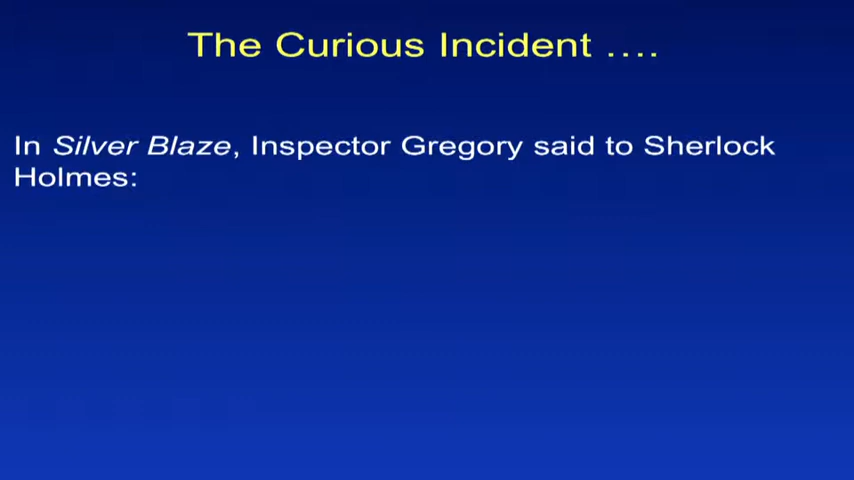 The Curious Incident ….
In Silver Blaze, Inspector Gregory said to Sherlock
Holmes: